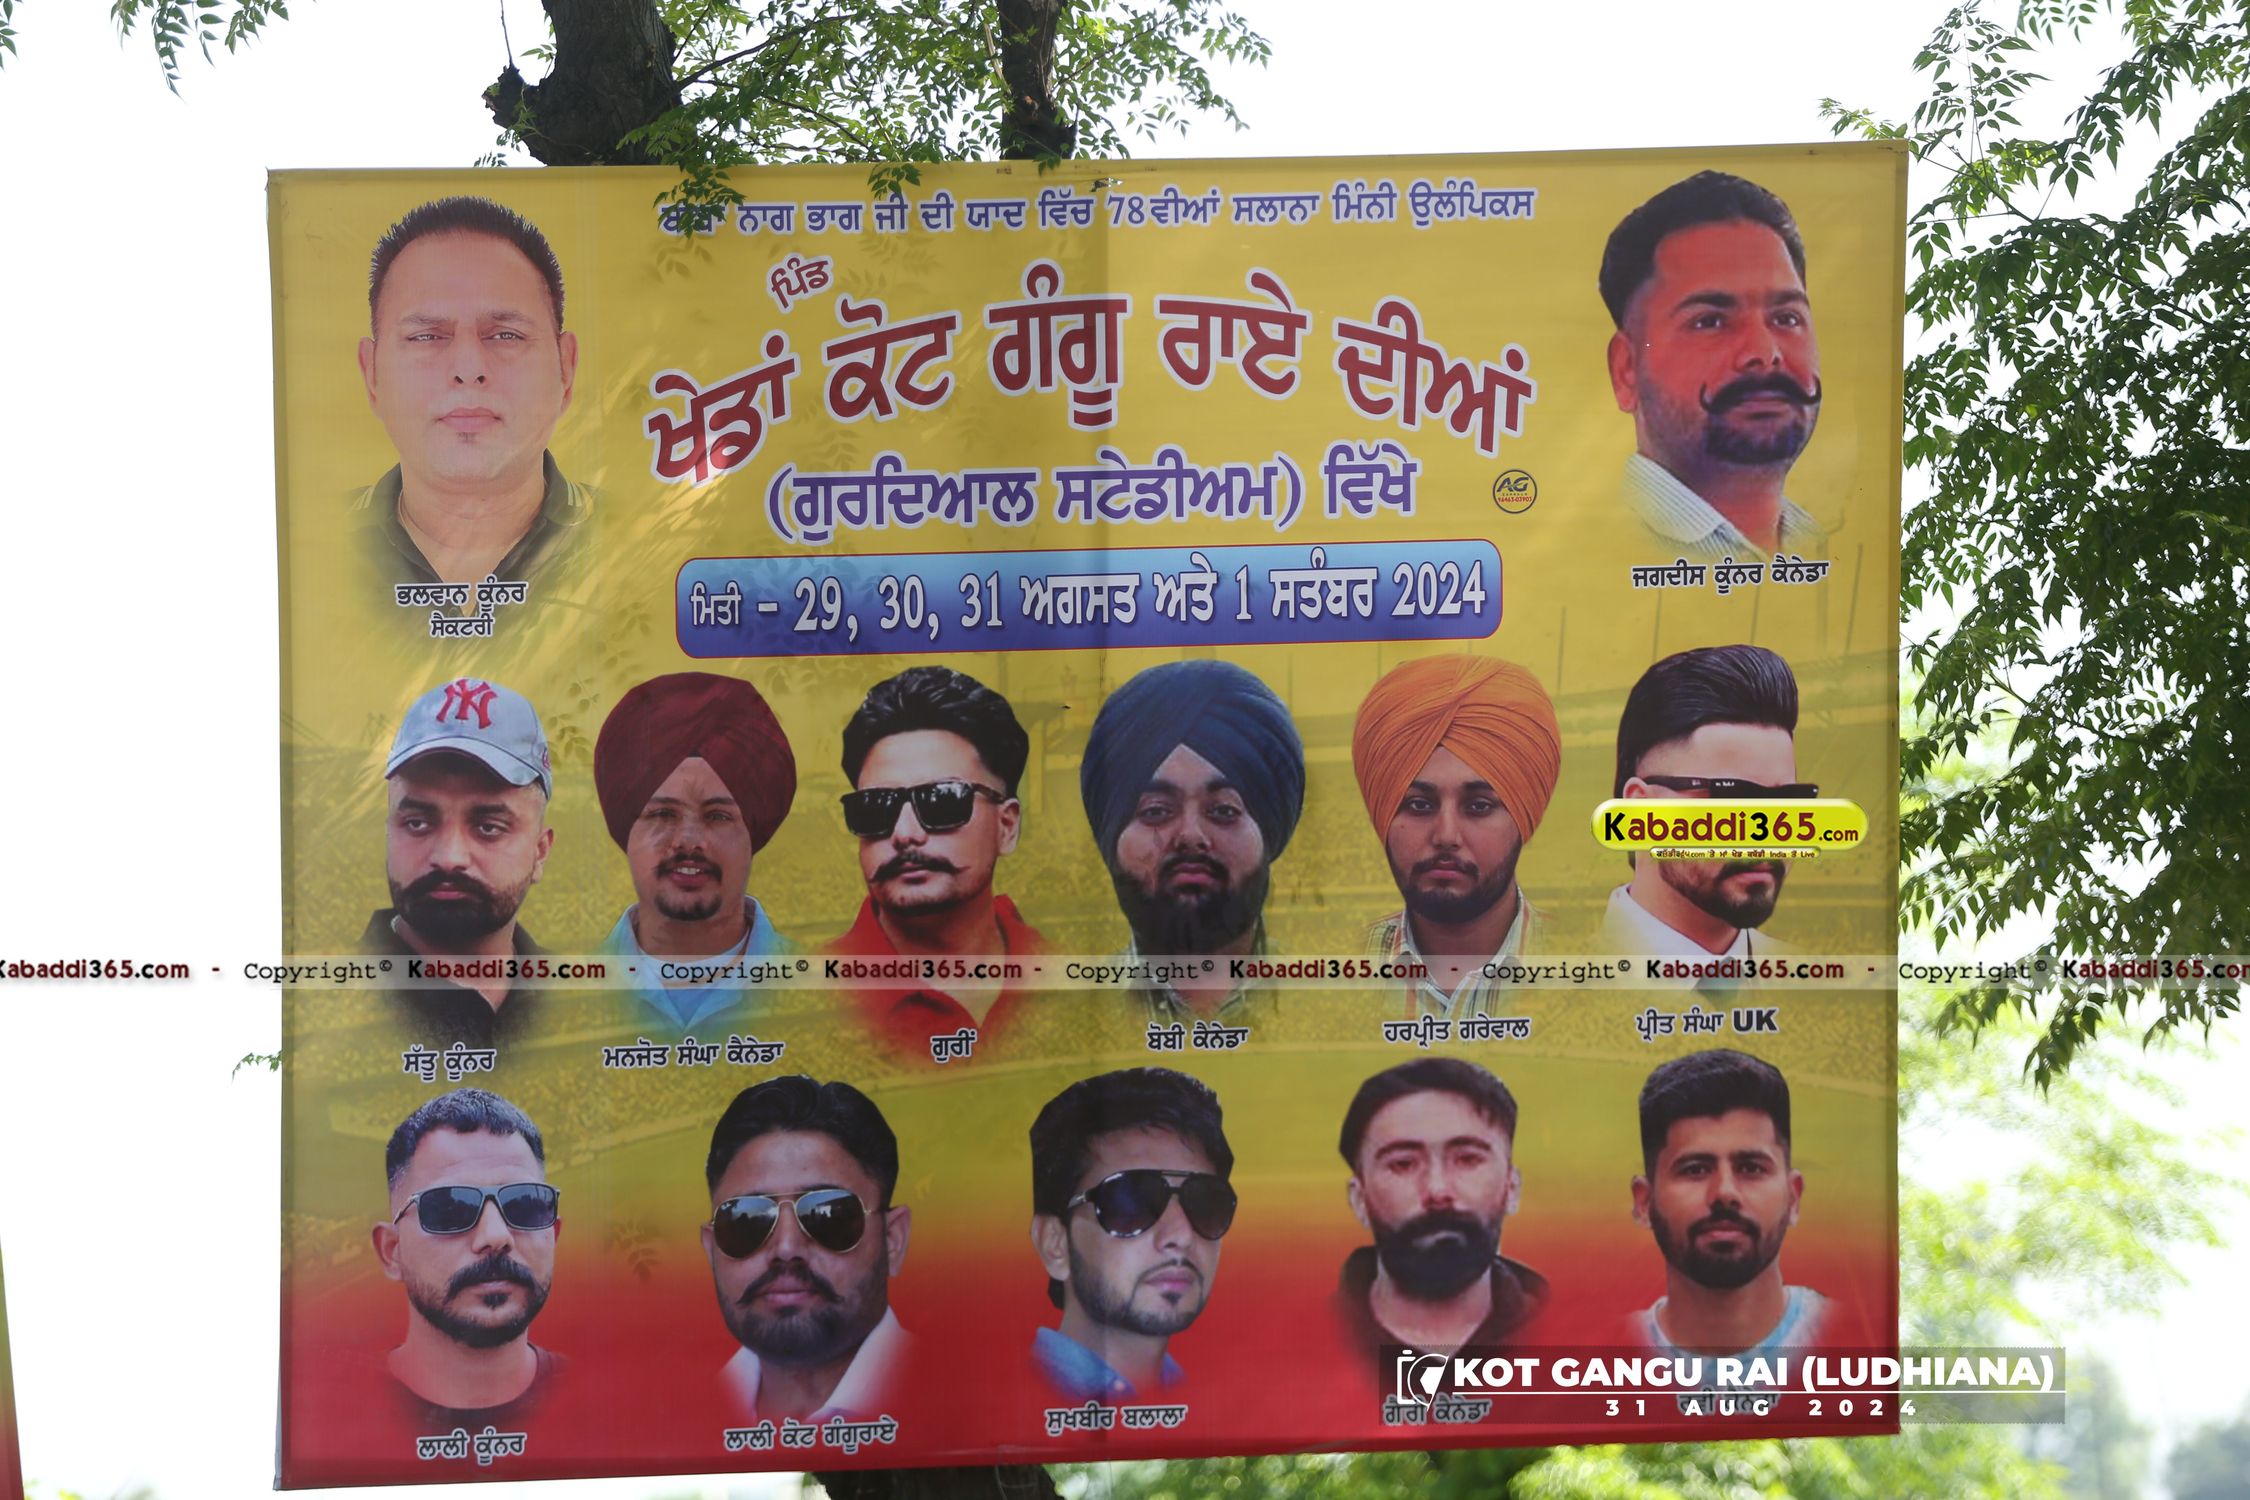 ਬਾਬਾ ਨਾਗ ਭਾਗ ਜੀ ਦੀ ਯਾਦ ਵਿੱਚ 78ਵੀਆਂ ਸਲਾਨਾ ਮਿੰਨੀ ਉਲੰਪਿਕਸ
ਪਿੰਡ
ਖੇਡਾਂ ਕੋਟ ਗੰਗੂ ਰਾਏ ਦੀਆਂ
(ਗੁਰਦਿਆਲ ਸਟੇਡੀਅਮ) ਵਿੱਖੇ
AG
ਮਿਤੀ - 29, 30, 31 ਅਗਸਤ ਅਤੇ 1 ਸਤੰਬਰ 2024
ਭਲਵਾਨ ਕੂੰਨਰ
ਸੈਕਟਰੀ
ਜਗਦੀਸ ਕੂੰਨਰ ਕੈਨੇਡਾ
Kabaddi365.com
Kabaddi365.com - Copyright© Kabaddi365.com - Copyright© Kabaddi365.com - Copyright© Kabaddi365.com - Copyright© Kabaddi365.com - Copyright© Kabaddi365.com
ਸੱਤੂ ਕੂੰਨਰ
ਮਨਜੋਤ ਸੰਘਾ ਕੈਨੇਡਾ
ਗੁਰੀਂ
ਬੋਬੀ ਕੈਨੇਡਾ
ਹਰਪ੍ਰੀਤ ਗਰੇਵਾਲ
ਪ੍ਰੀਤ ਸੰਘਾ UK
ਲਾਲੀ ਕੂੰਨਰ
ਲਾਲੀ ਕੋਟ ਗੰਗੂਰਾਏ
ਸੁਖਬੀਰ ਬਲਾਲਾ
ਗੈਰੀ ਕੈਨੇਡਾ
KOT GANGU RAI (LUDHIANA)
31 AUG 2024